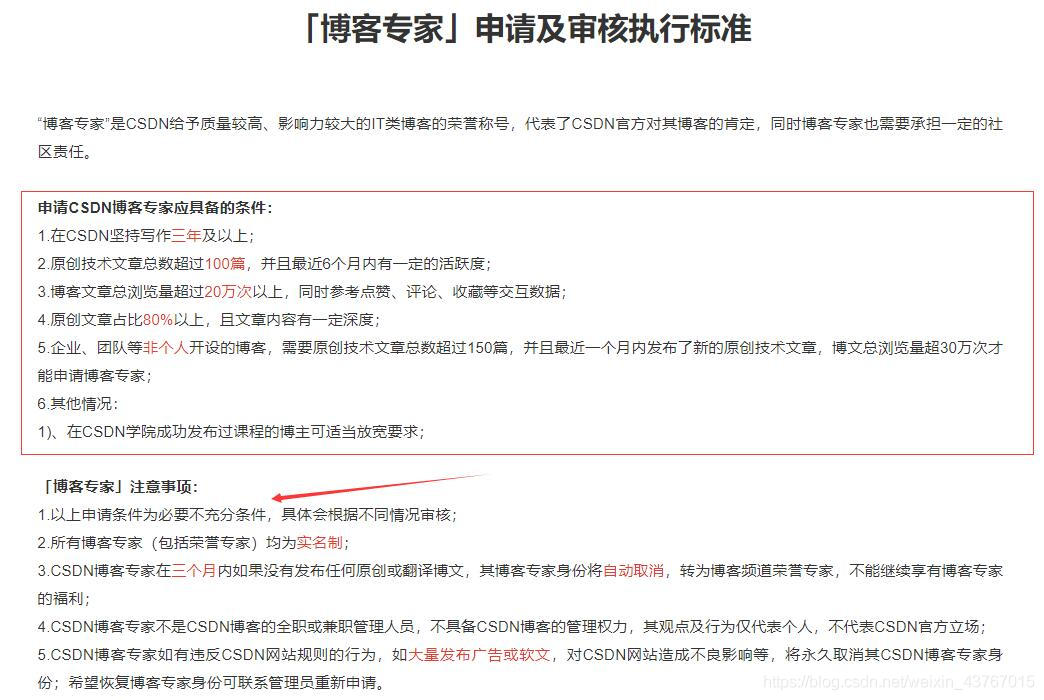 「博客专家」申请及审核执行标准
“博客专家”是CSDN给予质量较高、影响力较大的IT类博客的荣誉称号，代表了CSDN官方对其博客的肯定，同时博客专家也需要承担一定的社
区责任。
申请CSDN博客专家应具备的条件：
1.在CSDN坚持写作三年及以上；
2.原创技术文章总数超过100篇，并且最近6个月内有一定的活跃度；
3.博客文章总浏览量超过20万次以上，同时参考点赞、评论、收藏等交互数据；
4.原创文章占比80%以上，且文章内容有一定深度；
5.企业、团队等非个人开设的博客，需要原创技术文章总数超过150篇，并且最近一个月内发布了新的原创技术文章，博文总浏览量超30万次才
能申请博客专家；
6.其他情况：
1)、在CSDN学院成功发布过课程的博主可适当放宽要求；
「博客专家」注意事项：
1.以上申请条件为必要不充分条件，具体会根据不同情况审核；
2.所有博客专家（包括荣誉专家）均为实名制；
3.CSDN博客专家在三个月内如果没有发布任何原创或翻译博文，其博客专家身份将自动取消，转为博客频道荣誉专家，不能继续享有博客专家
的福利；
4.CSDN博客专家不是CSDN博客的全职或兼职管理人员，不具备CSDN博客的管理权力，其观点及行为仅代表个人，不代表CSDN官方立场；
5.CSDN博客专家如有违反CSDN网站规则的行为，如大量发布广告或软文，对CSDN网站造成不良影响等，将永久取消其CSDN博客专家身
份；希望恢复博客专家身份可联系管理员重新申请。
https://blog.csdn.net/weixin_43767015